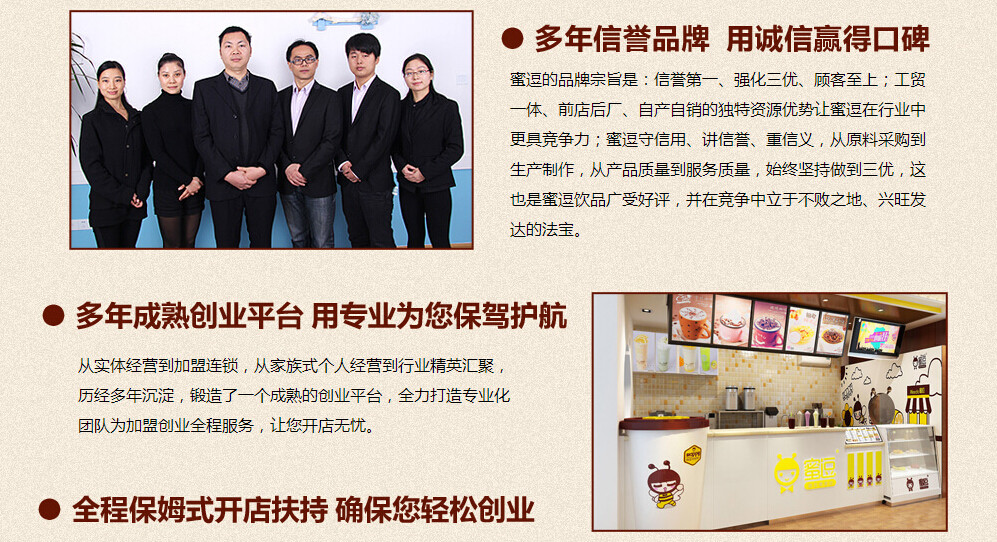 ● 多年信誉品牌 用诚信赢得口碑
蜜逗的品牌宗旨是：信誉第一、强化三优、顾客至上；工贸
一体、前店后厂、自产自销的独特资源优势让蜜逗在行业中
更具竞争力；蜜逗守信用、讲信誉、重信义，从原料采购到
生产制作，从产品质量到服务质量，始终坚持做到三优，这
也是蜜逗饮品广受好评，并在竞争中立于不败之地、兴旺发
达的法宝。
● 多年成熟创业平台 用专业为您保驾护航
从实体经营到加盟连锁，从家族式个人经营到行业精英汇聚，
历经多年沉淀，锻造了一个成熟的创业平台，全力打造专业化
团队为加盟创业全程服务，让您开店无忧。
蜜逗
● 全程保姆式开店扶持 确保您轻松创业